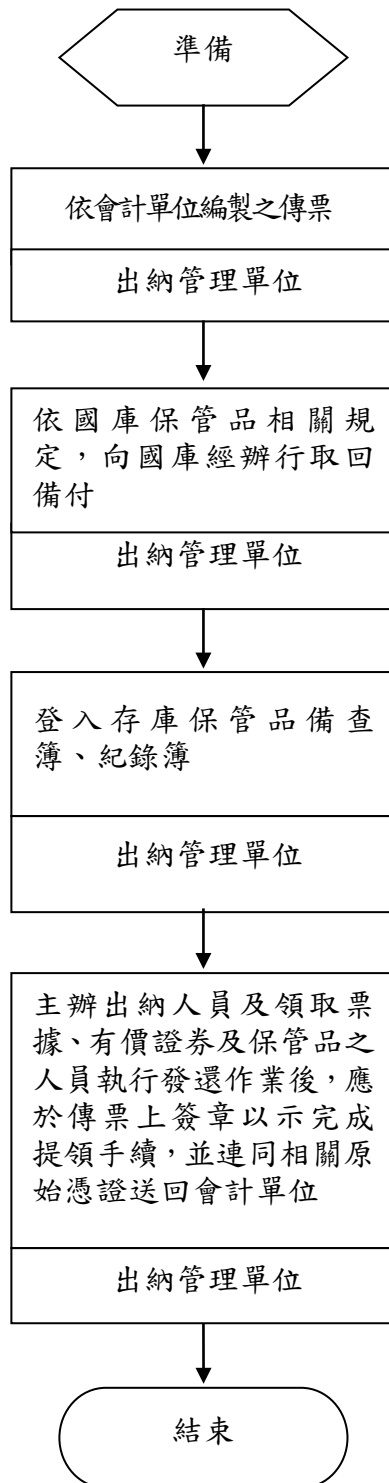 準備
依會計單位編製之傳票
出納管理單位
依國庫保管品相關規
定，向國庫經辦行取回
備付
出納管理單位
登入存庫保管品備查
簿、紀錄簿
出納管理單位
主辦出納人員及領取票
據、有價證券及保管品之
人員執行發還作業後，應
於傳票上簽章以示完成
提領手續，並連同相關原
始憑證送回會計單位
出納管理單位
結束